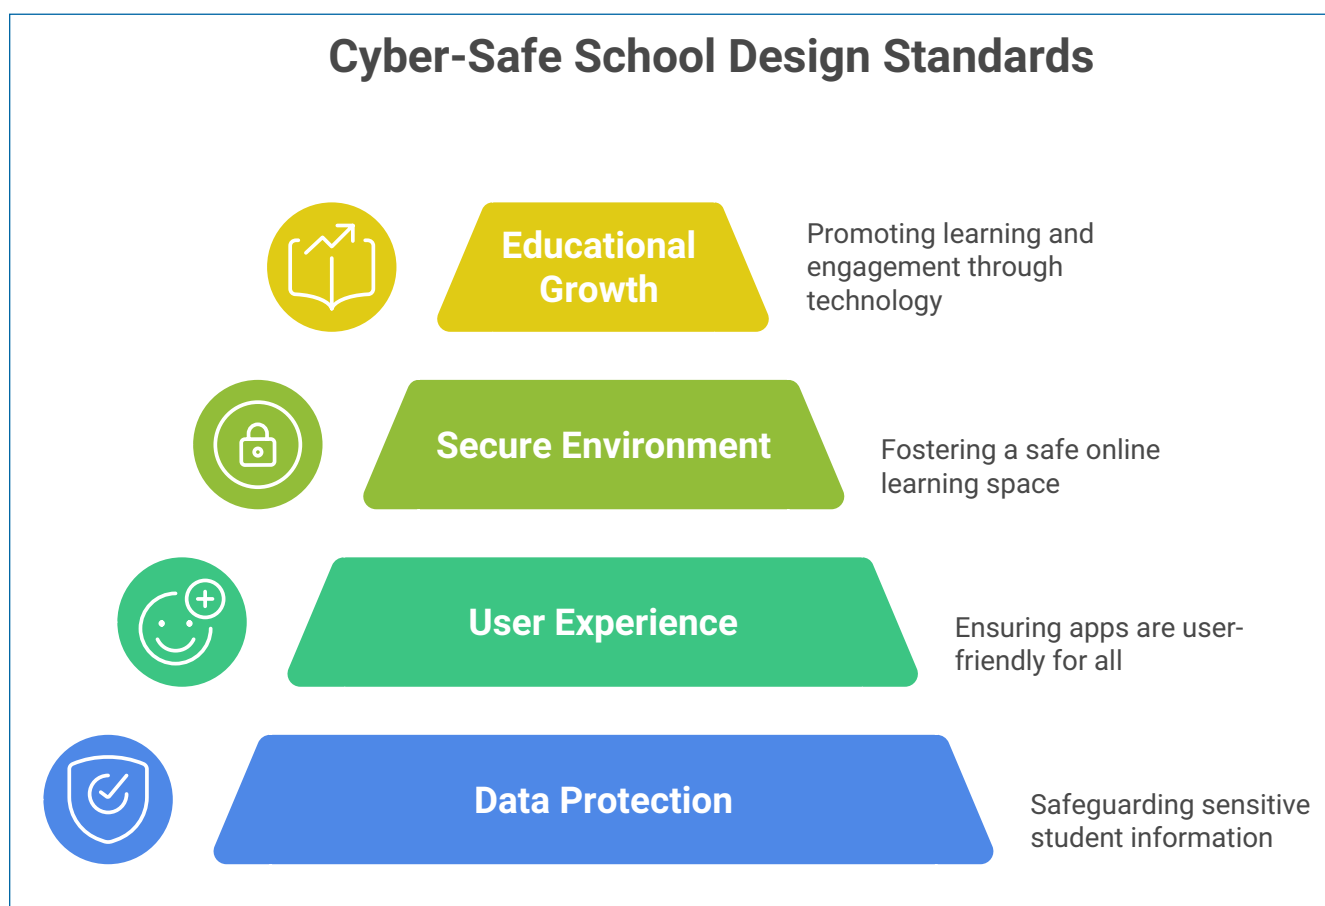 Cyber-Safe School Design Standards
Educational
Growth
Promoting learning and
engagement through
technology
Secure Environment
Fostering a safe online
learning space
User Experience
Ensuring apps are user-
friendly for all
Data Protection
Safeguarding sensitive
student information